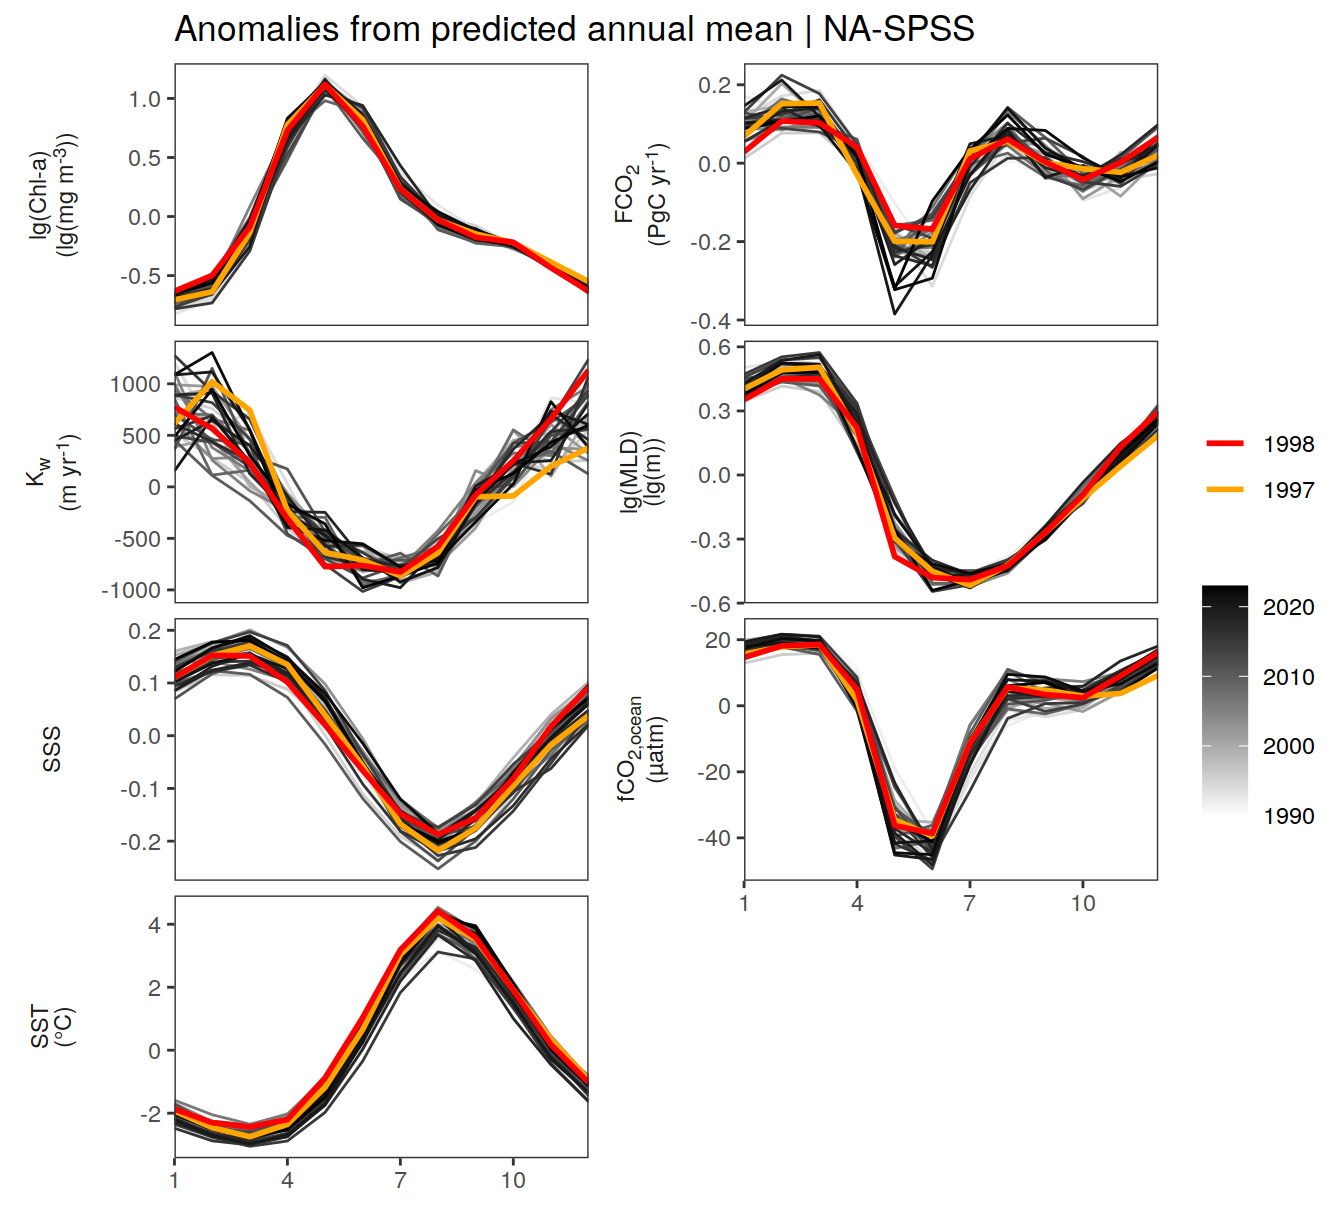 Anomalies from predicted annual mean | NA-SPSS
lg(Chl-a)
(lg(mg m⁻³))
1.0
0.5
0.0
-0.5
FCO₂
(PgC yr⁻¹)
0.2
0.0
-0.2
-0.4
K_w
(m yr⁻¹)
1000
500
0
-500
-1000
lg(MLD)
(lg(m))
0.6
0.3
0.0
-0.3
-0.6
SSS
0.2
0.1
0.0
-0.1
-0.2
fCO₂,ocean
(µatm)
20
0
-20
-40
1 4 7 10
SST
(°C)
4
2
0
-2
1 4 7 10
1998
1997
2020
2010
2000
1990